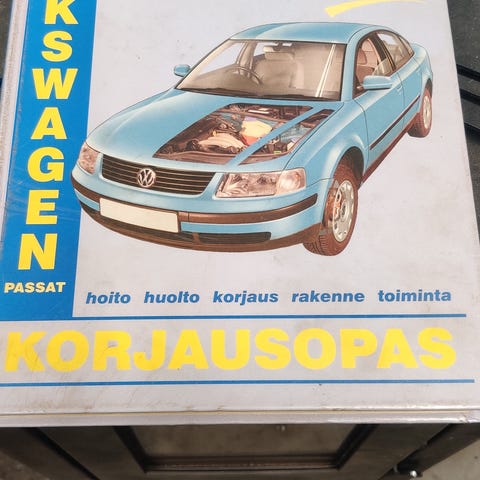 KSWAGEN
PASSAT
hoito huolto korjaus rakenne toiminta
KORJAUSOPAS